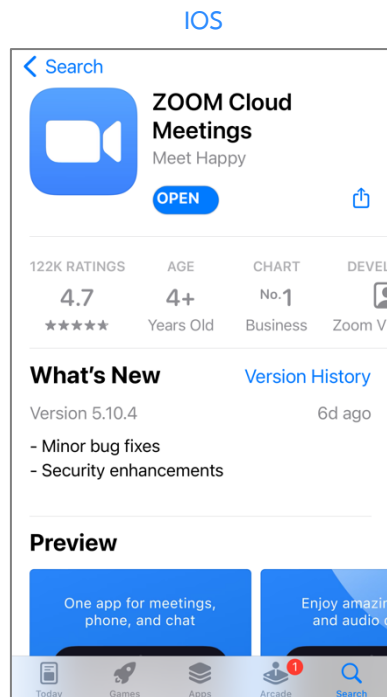 IOS
Search
ZOOM Cloud
Meetings
Meet Happy
OPEN
122K RATINGS
AGE
CHART
4.7
4+
No.1
Years Old
Business
Zoom
What's New
Version History
Version 5.10.4
6d ago
- Minor bug fixes
- Security enhancements
Preview
One app for meetings,
phone, and chat
Enjoy
and audio
1
Today
Games
Apps
Arcade
Search